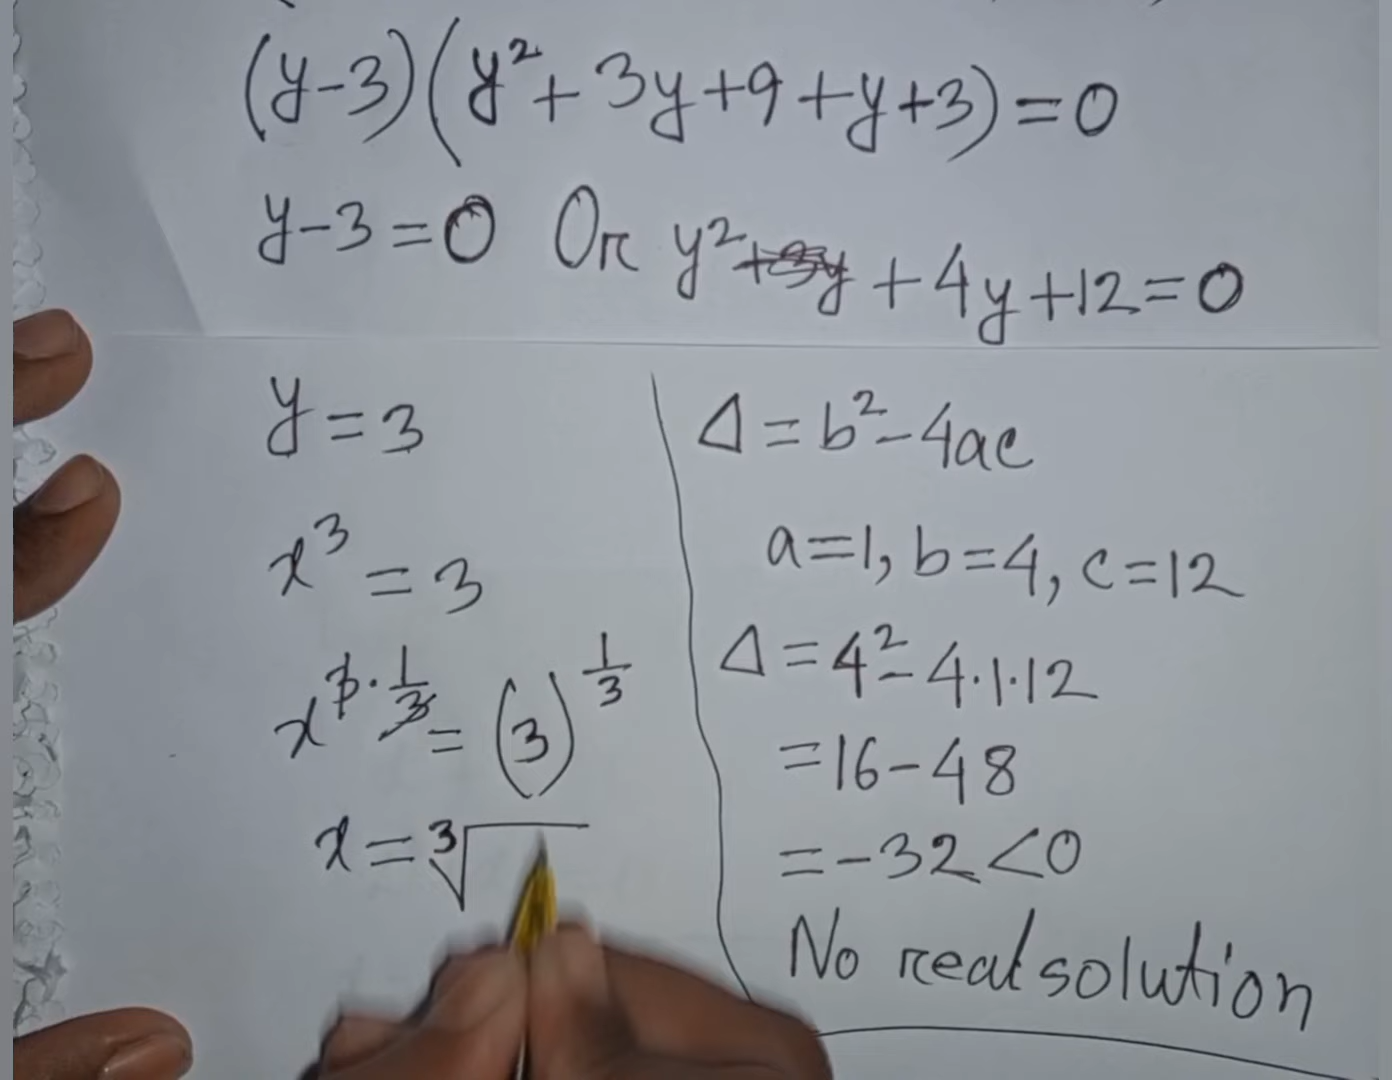 (y-3)(y²+3y+9+y+3)=0
y-3=0 Or y²+4y+12=0
y=3
x³=3
x^{3·1/3}=(3)^{1/3}
x=∛
Δ=b²-4ac
a=1, b=4, c=12
Δ=4²-4·1·12
=16-48
=-32<0
No real solution